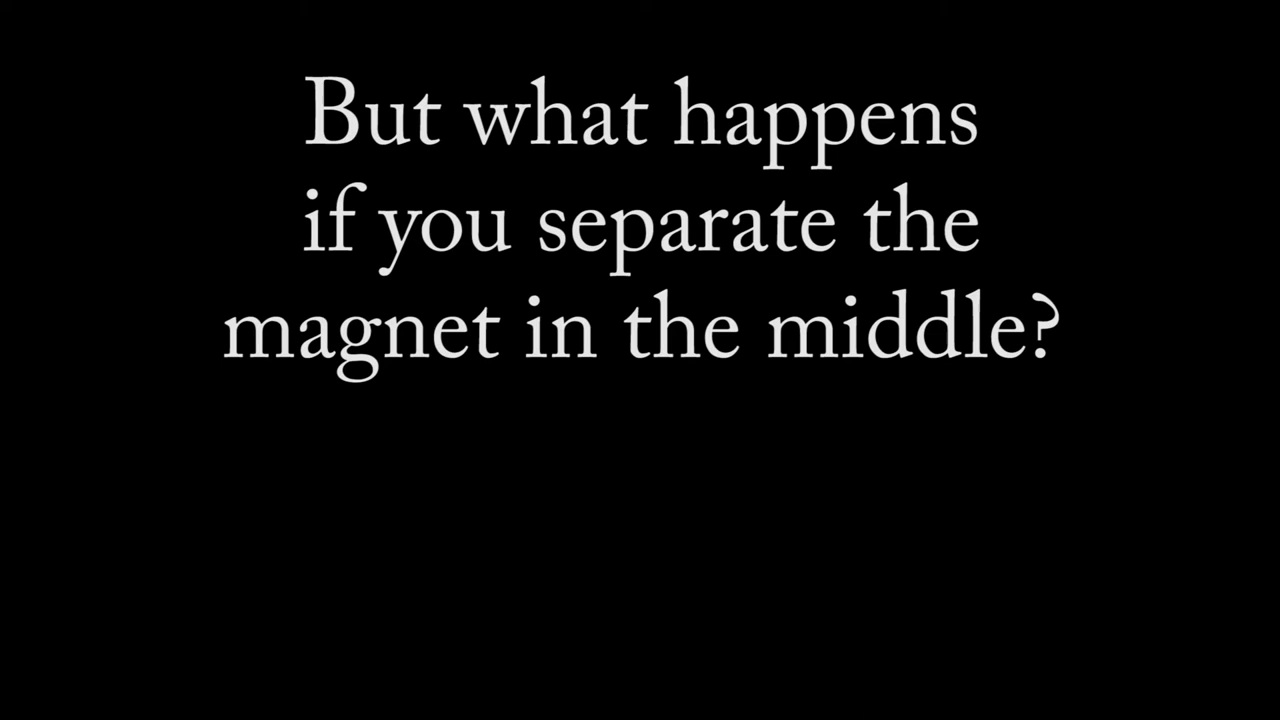 But what happens
if you separate the
magnet in the middle?